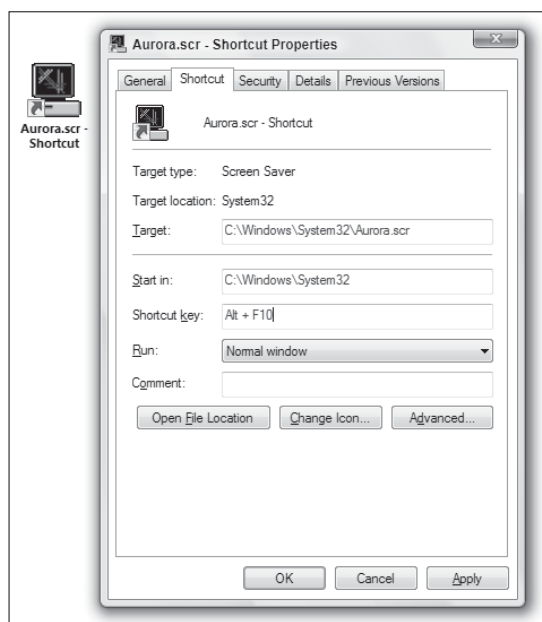 Aurora.scr -
Shortcut
Aurora.scr - Shortcut Properties
General Shortcut Security Details Previous Versions
Aurora.scr - Shortcut
Target type: Screen Saver
Target location: System32
Target: C:\Windows\System32\Aurora.scr
Start in: C:\Windows\System32
Shortcut key: Alt + F10
Run: Normal window
Comment:
Open File Location Change Icon... Advanced...
OK Cancel Apply